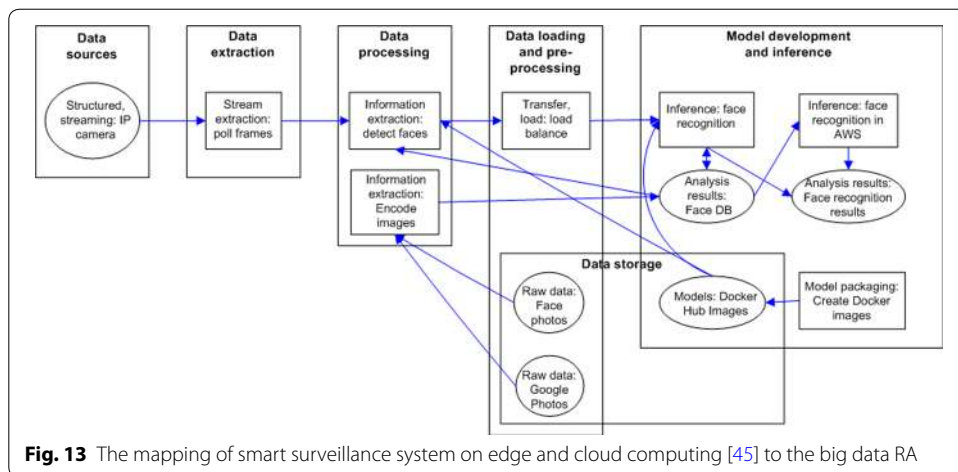 Data
sources
Structured,
streaming: IP
camera
Data
extraction
Stream
extraction:
poll frames
Data
processing
Information
extraction:
detect faces
Information
extraction:
Encode
images
Data loading
and pre-
processing
Transfer,
load: load
balance
Model development
and inference
Inference: face
recognition
Inference: face
recognition in
AWS
Analysis
results:
Face DB
Analysis results:
Face recognition
results
Data storage
Raw data:
Face
photos
Raw data:
Google
Photos
Models: Docker
Hub Images
Model packaging:
Create Docker
images
Fig. 13 The mapping of smart surveillance system on edge and cloud computing [45] to the big data RA